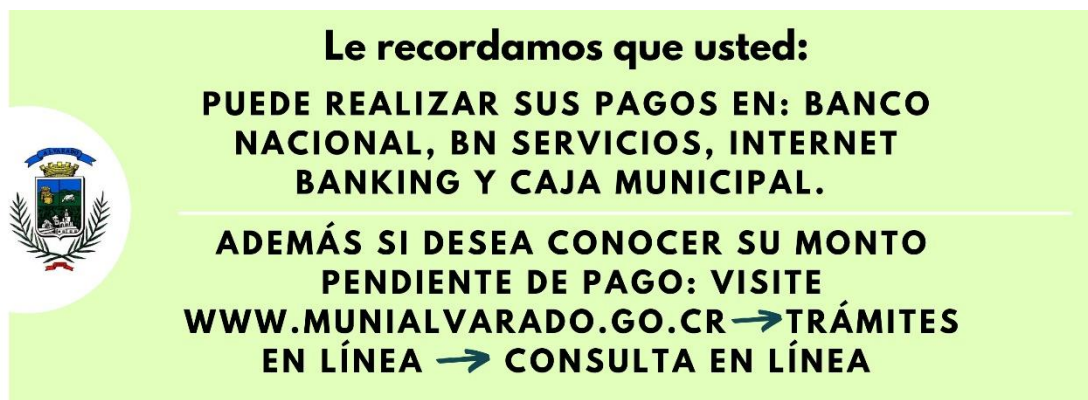 Le recordamos que usted:
PUEDE REALIZAR SUS PAGOS EN: BANCO
NACIONAL, BN SERVICIOS, INTERNET
BANKING Y CAJA MUNICIPAL.
ADEMÁS SI DESEA CONOCER SU MONTO
PENDIENTE DE PAGO: VISITE
WWW.MUNIALVARADO.GO.CR→TRÁMITES
EN LÍNEA → CONSULTA EN LÍNEA